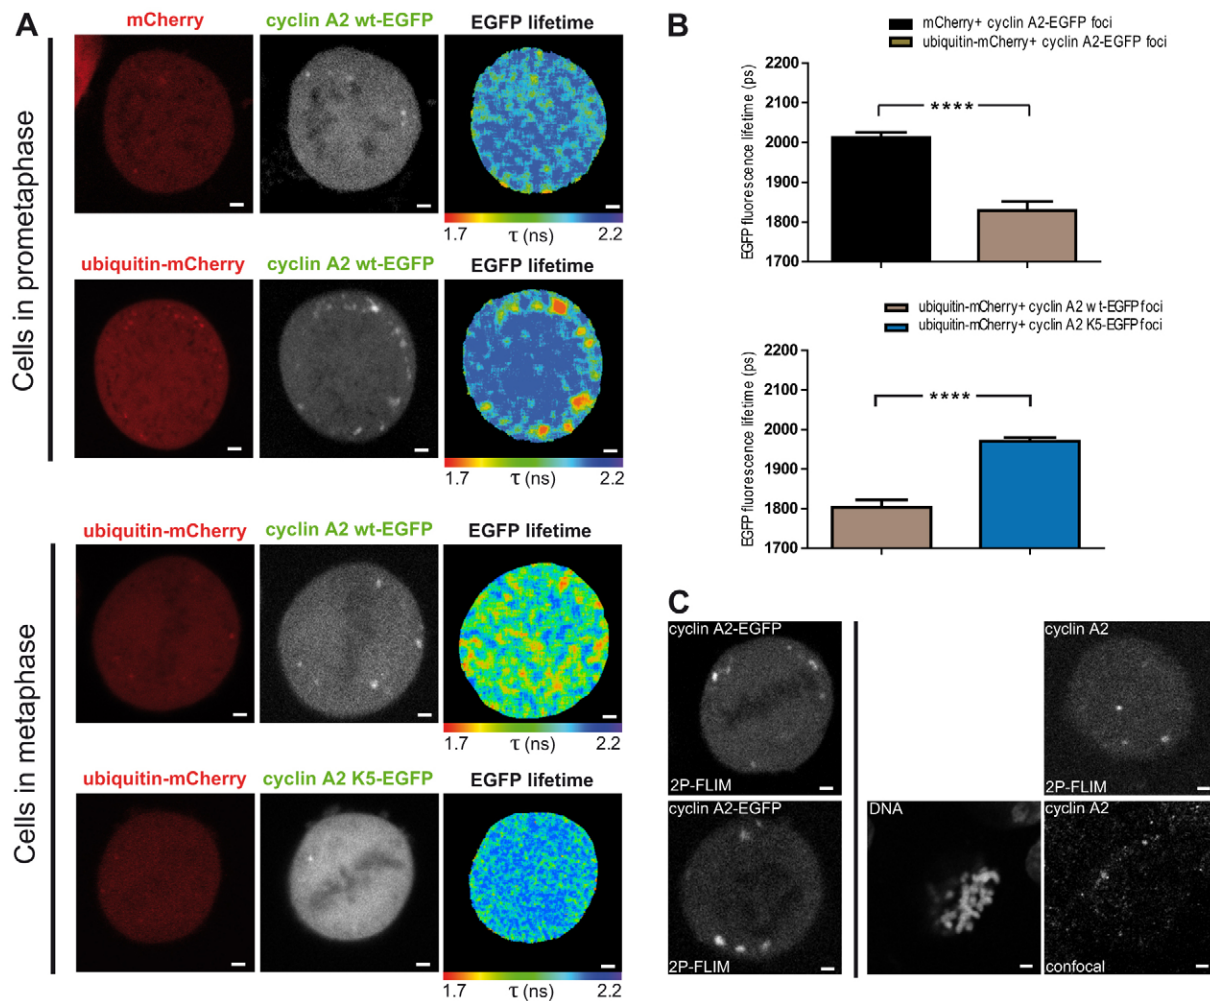 A
mCherry
cyclin A2 wt-EGFP
EGFP lifetime
Cells in prometaphase
1.7
τ (ns)
2.2
ubiquitin-mCherry
cyclin A2 wt-EGFP
EGFP lifetime
1.7
τ (ns)
2.2
ubiquitin-mCherry
cyclin A2 wt-EGFP
EGFP lifetime
Cells in metaphase
1.7
τ (ns)
2.2
ubiquitin-mCherry
cyclin A2 K5-EGFP
EGFP lifetime
1.7
τ (ns)
2.2
B
mCherry+ cyclin A2-EGFP foci
ubiquitin-mCherry+ cyclin A2-EGFP foci
EGFP fluorescence lifetime (ps)
2200
2100
2000
1900
1800
1700
****
ubiquitin-mCherry+ cyclin A2 w t-EGFP foci
ubiquitin-mCherry+ cyclin A2 K5-EGFP foci
EGFP fluorescence lifetime (ps)
2200
2100
2000
1900
1800
1700
****
C
cyclin A2-EGFP
2P-FLIM
cyclin A2-EGFP
2P-FLIM
cyclin A2
2P-FLIM
DNA
cyclin A2
confocal